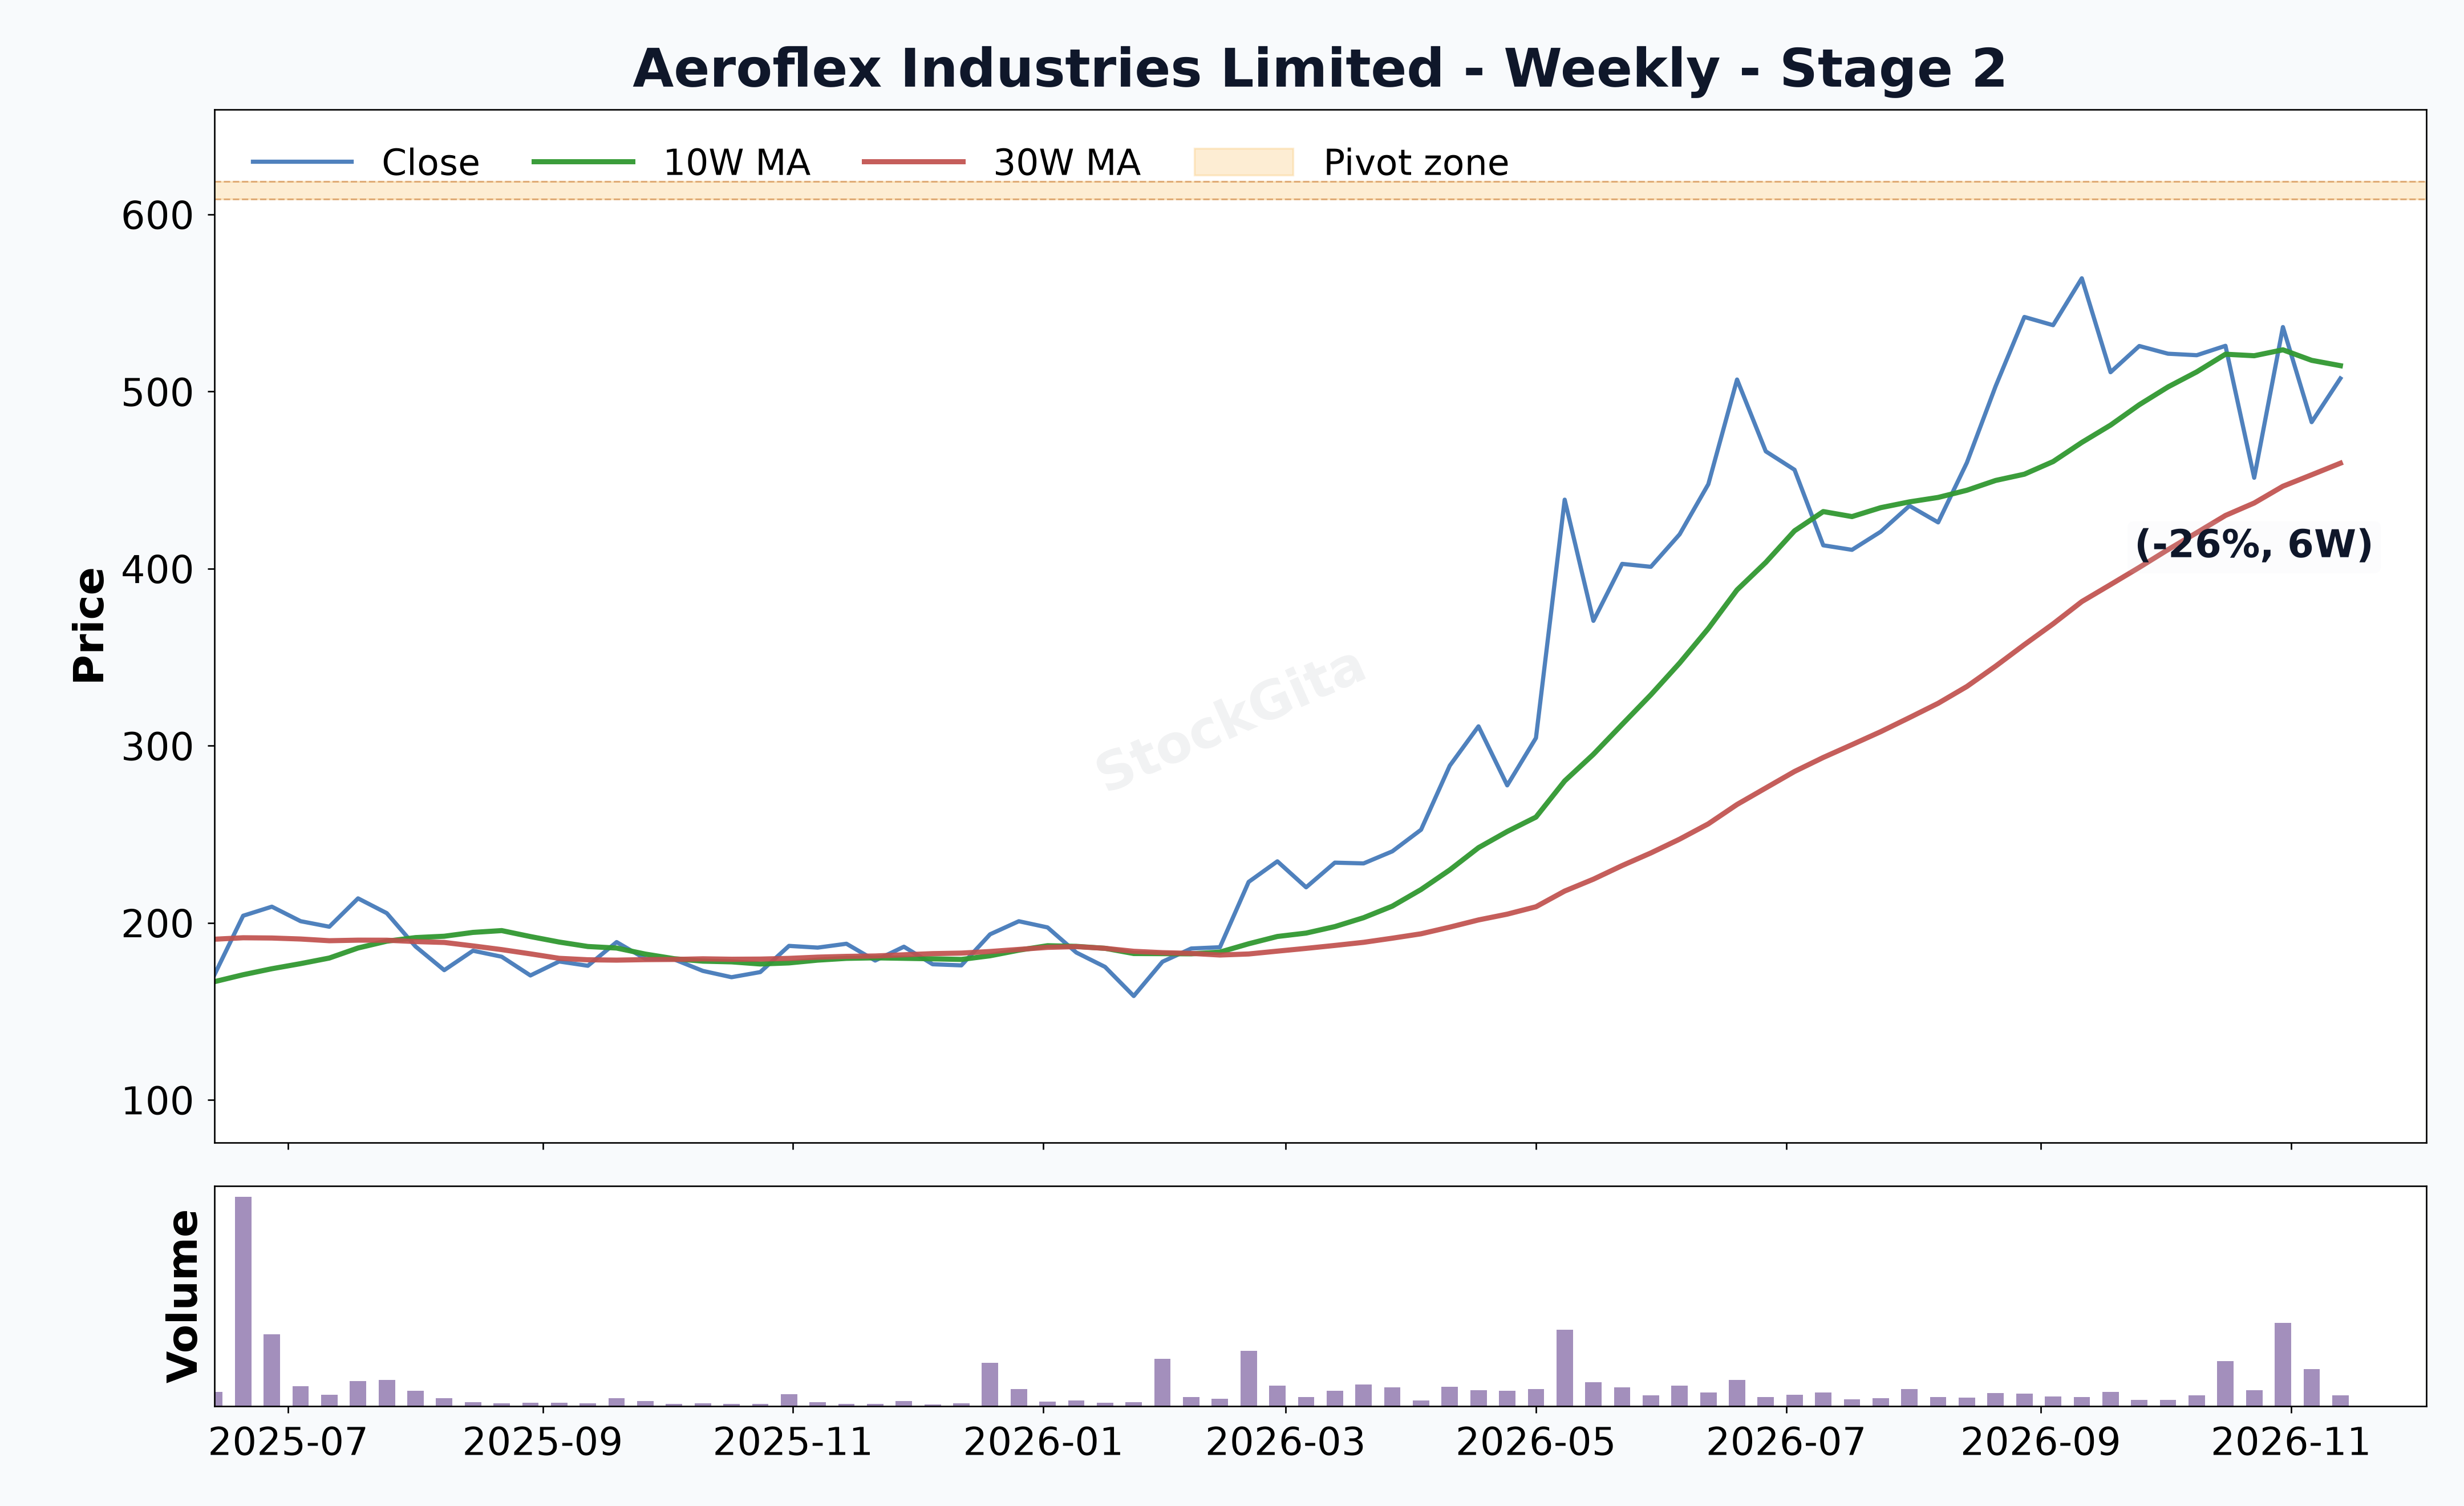 Aeroflex Industries Limited - Weekly - Stage 2
Close 10W MA 30W MA Pivot zone
600
500
400
300
200
100
Price
(-26%, 6W)
StockGita
Volume
2025-07 2025-09 2025-11 2026-01 2026-03 2026-05 2026-07 2026-09 2026-11